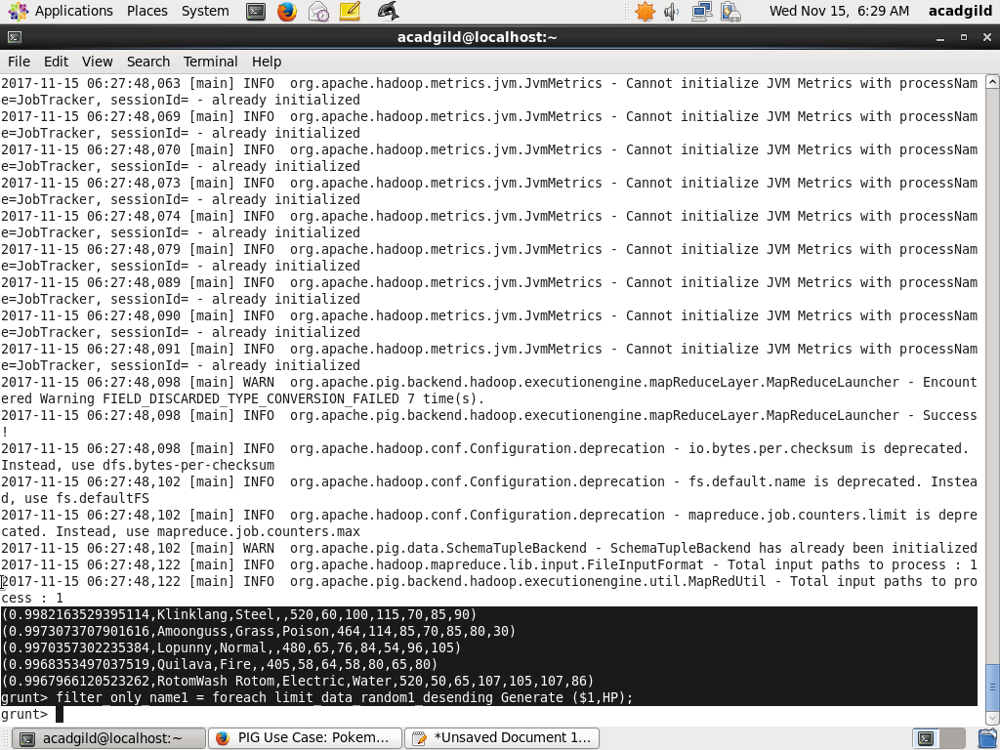 Applications Places System Wed Nov 15, 6:29 AM acadgild
acadgild@localhost:~
File Edit View Search Terminal Help
2017-11-15 06:27:48,063 [main] INFO  org.apache.hadoop.metrics.jvm.JvmMetrics - Cannot initialize JVM Metrics with processNam
e=JobTracker, sessionId= - already initialized
2017-11-15 06:27:48,069 [main] INFO  org.apache.hadoop.metrics.jvm.JvmMetrics - Cannot initialize JVM Metrics with processNam
e=JobTracker, sessionId= - already initialized
2017-11-15 06:27:48,070 [main] INFO  org.apache.hadoop.metrics.jvm.JvmMetrics - Cannot initialize JVM Metrics with processNam
e=JobTracker, sessionId= - already initialized
2017-11-15 06:27:48,073 [main] INFO  org.apache.hadoop.metrics.jvm.JvmMetrics - Cannot initialize JVM Metrics with processNam
e=JobTracker, sessionId= - already initialized
2017-11-15 06:27:48,074 [main] INFO  org.apache.hadoop.metrics.jvm.JvmMetrics - Cannot initialize JVM Metrics with processNam
e=JobTracker, sessionId= - already initialized
2017-11-15 06:27:48,079 [main] INFO  org.apache.hadoop.metrics.jvm.JvmMetrics - Cannot initialize JVM Metrics with processNam
e=JobTracker, sessionId= - already initialized
2017-11-15 06:27:48,089 [main] INFO  org.apache.hadoop.metrics.jvm.JvmMetrics - Cannot initialize JVM Metrics with processNam
e=JobTracker, sessionId= - already initialized
2017-11-15 06:27:48,090 [main] INFO  org.apache.hadoop.metrics.jvm.JvmMetrics - Cannot initialize JVM Metrics with processNam
e=JobTracker, sessionId= - already initialized
2017-11-15 06:27:48,091 [main] INFO  org.apache.hadoop.metrics.jvm.JvmMetrics - Cannot initialize JVM Metrics with processNam
e=JobTracker, sessionId= - already initialized
2017-11-15 06:27:48,098 [main] WARN  org.apache.pig.backend.hadoop.executionengine.mapReduceLayer.MapReduceLauncher - Encount
ered Warning FIELD_DISCARDED_TYPE_CONVERSION_FAILED 7 time(s).
2017-11-15 06:27:48,098 [main] INFO  org.apache.pig.backend.hadoop.executionengine.mapReduceLayer.MapReduceLauncher - Success
!
2017-11-15 06:27:48,098 [main] INFO  org.apache.hadoop.conf.Configuration.deprecation - io.bytes.per.checksum is deprecated.
Instead, use dfs.bytes-per-checksum
2017-11-15 06:27:48,102 [main] INFO  org.apache.hadoop.conf.Configuration.deprecation - fs.default.name is deprecated. Instea
d, use fs.defaultFS
2017-11-15 06:27:48,102 [main] INFO  org.apache.hadoop.conf.Configuration.deprecation - mapreduce.job.counters.limit is depre
cated. Instead, use mapreduce.job.counters.max
2017-11-15 06:27:48,102 [main] WARN  org.apache.pig.data.SchemaTupleBackend - SchemaTupleBackend has already been initialized
2017-11-15 06:27:48,122 [main] INFO  org.apache.hadoop.mapreduce.lib.input.FileInputFormat - Total input paths to process : 1
2017-11-15 06:27:48,122 [main] INFO  org.apache.pig.backend.hadoop.executionengine.util.MapRedUtil - Total input paths to pro
cess : 1
(0.9982163529395114,Klinklang,Steel,,520,60,100,115,70,85,90)
(0.9973073707901616,Amoonguss,Grass,Poison,464,114,85,70,85,80,30)
(0.9970357302235384,Lopunny,Normal,,480,65,76,84,54,96,105)
(0.9968353497037519,Quilava,Fire,,405,58,64,58,80,65,80)
(0.9967966120523262,RotomWash Rotom,Electric,Water,520,50,65,107,105,107,86)
grunt> filter_only_name1 = foreach limit_data_random1_desending Generate ($1,HP);
grunt>
acadgild@localhost:~ PIG Use Case: Pokem... *Unsaved Document 1...